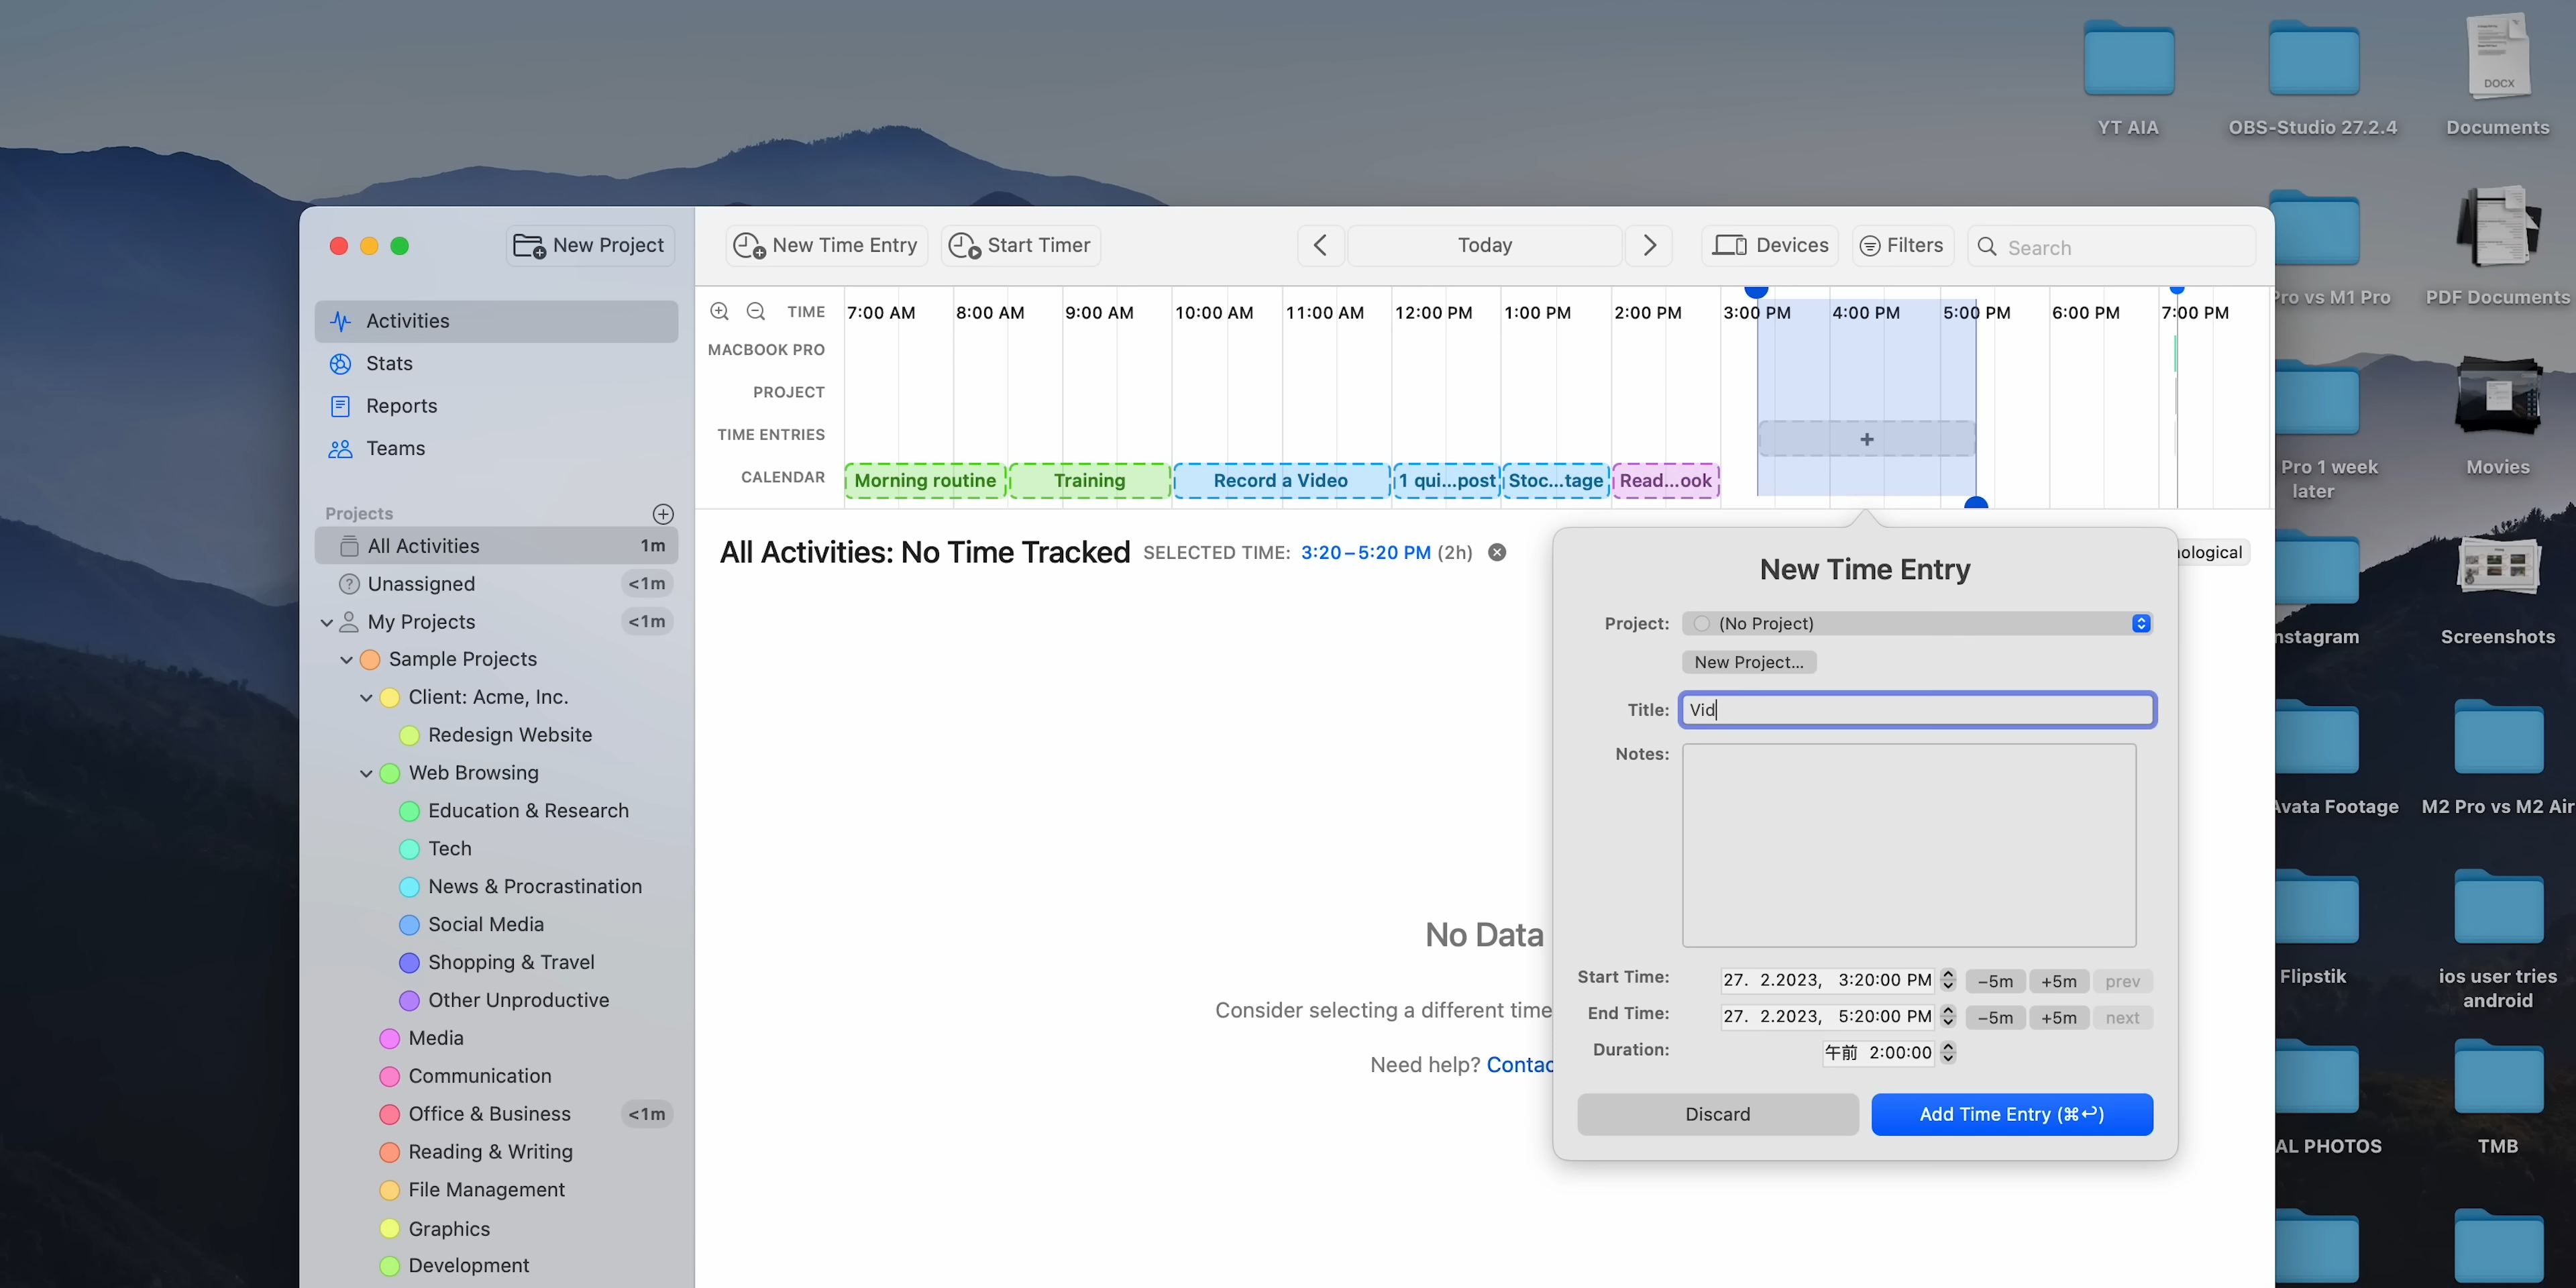 YT AIA
OBS-Studio 27.2.4
DOCX
Documents
Pro vs M1 Pro
PDF Documents
Pro 1 week
later
Movies
nstagram
Screenshots
Avata Footage
M2 Pro vs M2 Air
Flipstik
ios user tries
android
AL PHOTOS
TMB
New Project
New Time Entry
Start Timer
Today
Devices
Filters
Search
Activities
Stats
Reports
Teams
Projects
All Activities 1m
Unassigned <1m
My Projects <1m
Sample Projects
Client: Acme, Inc.
Redesign Website
Web Browsing
Education & Research
Tech
News & Procrastination
Social Media
Shopping & Travel
Other Unproductive
Media
Communication
Office & Business <1m
Reading & Writing
File Management
Graphics
Development
TIME 7:00 AM 8:00 AM 9:00 AM 10:00 AM 11:00 AM 12:00 PM 1:00 PM 2:00 PM 3:00 PM 4:00 PM 5:00 PM 6:00 PM 7:00 PM
MACBOOK PRO
PROJECT
TIME ENTRIES +
CALENDAR Morning routine Training Record a Video 1 qui...post Stoc...tage Read...ook
All Activities: No Time Tracked SELECTED TIME: 3:20–5:20 PM (2h)
ological
No Data
Consider selecting a different time
Need help? Contac
New Time Entry
Project: (No Project)
New Project...
Title: Vid
Notes:
Start Time: 27. 2.2023, 3:20:00 PM −5m +5m prev
End Time: 27. 2.2023, 5:20:00 PM −5m +5m next
Duration: 午前 2:00:00
Discard
Add Time Entry (⌘↩)